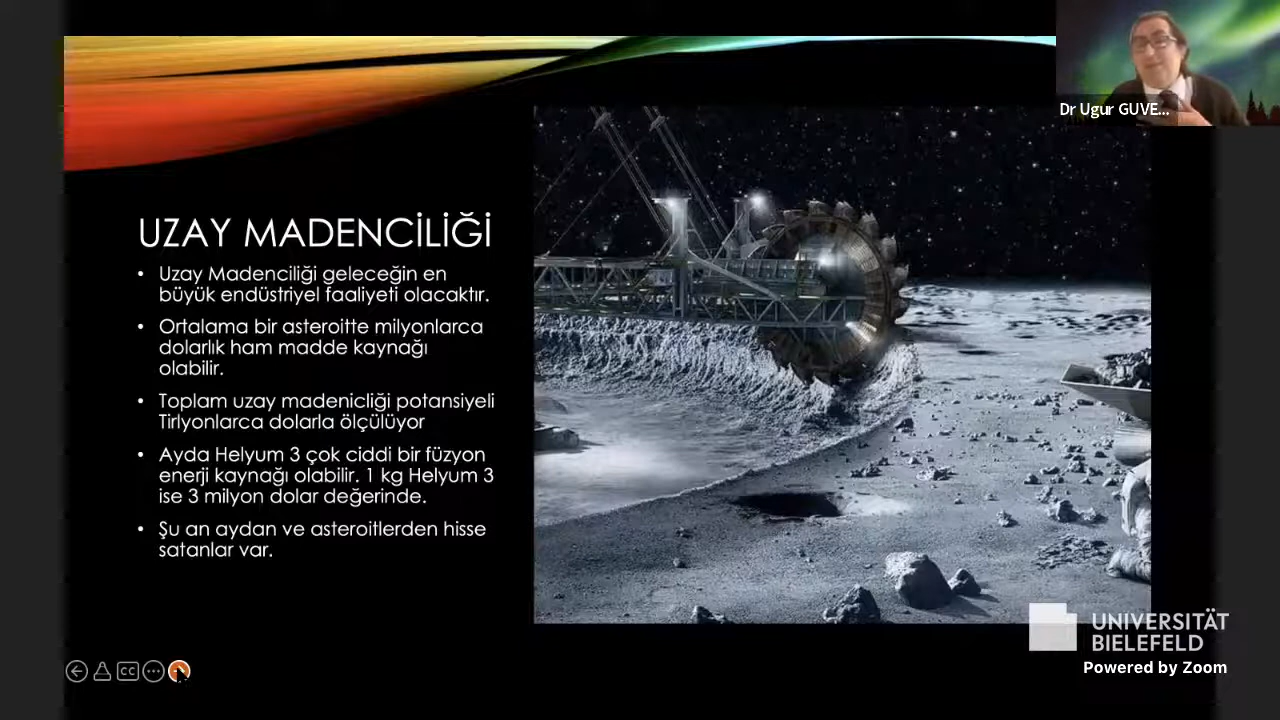 Dr Ugur GUVE...
UZAY MADENCİLİĞİ
• Uzay Madenciliği geleceğin en
büyük endüstriyel faaliyeti olacaktır.
• Ortalama bir asteroitte milyonlarca
dolarlık ham madde kaynağı
olabilir.
• Toplam uzay madenicliği potansiyeli
Tirlyonlarca dolarla ölçülüyor
• Ayda Helyum 3 çok ciddi bir füzyon
enerji kaynağı olabilir. 1 kg Helyum 3
ise 3 milyon dolar değerinde.
• Şu an aydan ve asteroitlerden hisse
satanlar var.
CC
UNIVERSITÄT
BIELEFELD
Powered by Zoom